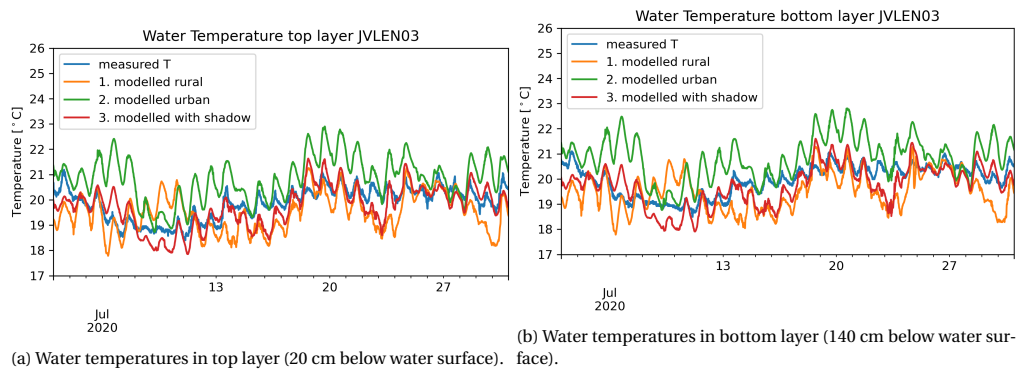 Water Temperature top layer JVLEN03
26
25
24
23
22
21
20
19
18
17
Temperature [°C]
measured T
1. modelled rural
2. modelled urban
3. modelled with shadow
13
20
27
Jul
2020
(a) Water temperatures in top layer (20 cm below water surface).
Water Temperature bottom layer JVLEN03
26
25
24
23
22
21
20
19
18
17
Temperature [°C]
measured T
1. modelled rural
2. modelled urban
3. modelled with shadow
13
20
27
Jul
2020
(b) Water temperatures in bottom layer (140 cm below water sur-
face).